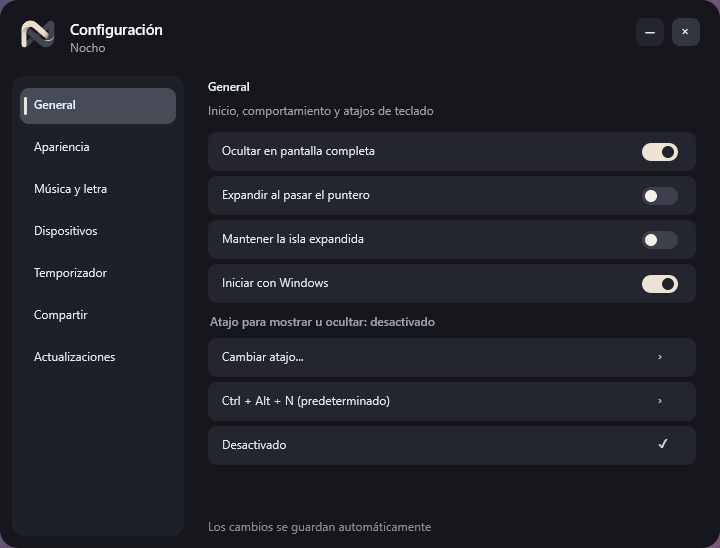 Configuración
Nocho
General
Apariencia
Música y letra
Dispositivos
Temporizador
Compartir
Actualizaciones
General
Inicio, comportamiento y atajos de teclado
Ocultar en pantalla completa
Expandir al pasar el puntero
Mantener la isla expandida
Iniciar con Windows
Atajo para mostrar u ocultar: desactivado
Cambiar atajo...
Ctrl + Alt + N (predeterminado)
Desactivado
Los cambios se guardan automáticamente